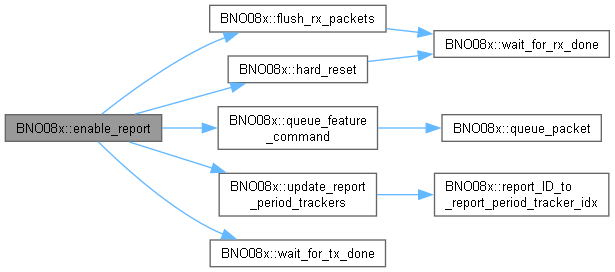 BNO08x::flush_rx_packets
BNO08x::wait_for_rx_done
BNO08x::hard_reset
BNO08x::enable_report
BNO08x::queue_feature
_command
BNO08x::queue_packet
BNO08x::update_report
_period_trackers
BNO08x::report_ID_to
_report_period_tracker_idx
BNO08x::wait_for_tx_done